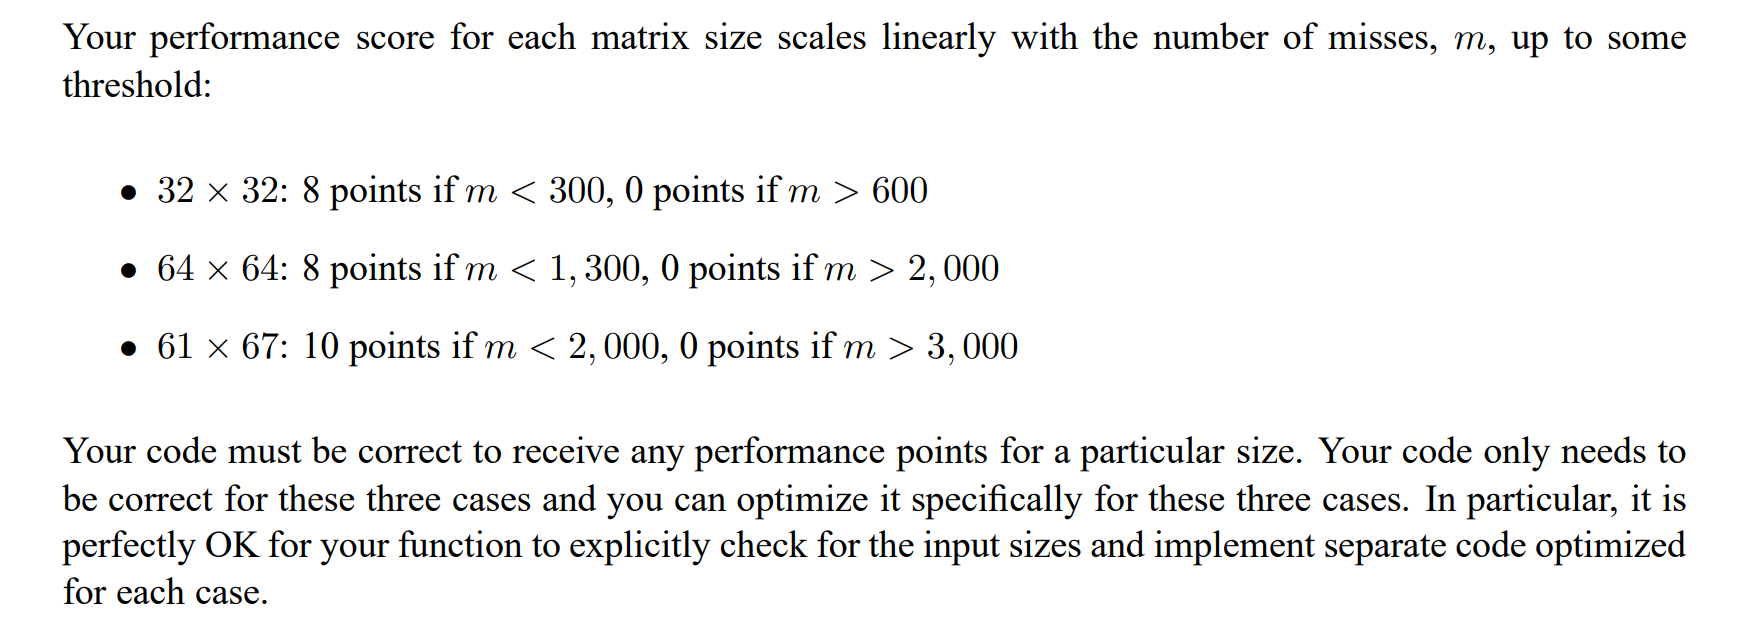 Your performance score for each matrix size scales linearly with the number of misses, m, up to some
threshold:
• 32 × 32: 8 points if m < 300, 0 points if m > 600
• 64 × 64: 8 points if m < 1, 300, 0 points if m > 2, 000
• 61 × 67: 10 points if m < 2, 000, 0 points if m > 3, 000
Your code must be correct to receive any performance points for a particular size. Your code only needs to
be correct for these three cases and you can optimize it specifically for these three cases. In particular, it is
perfectly OK for your function to explicitly check for the input sizes and implement separate code optimized
for each case.